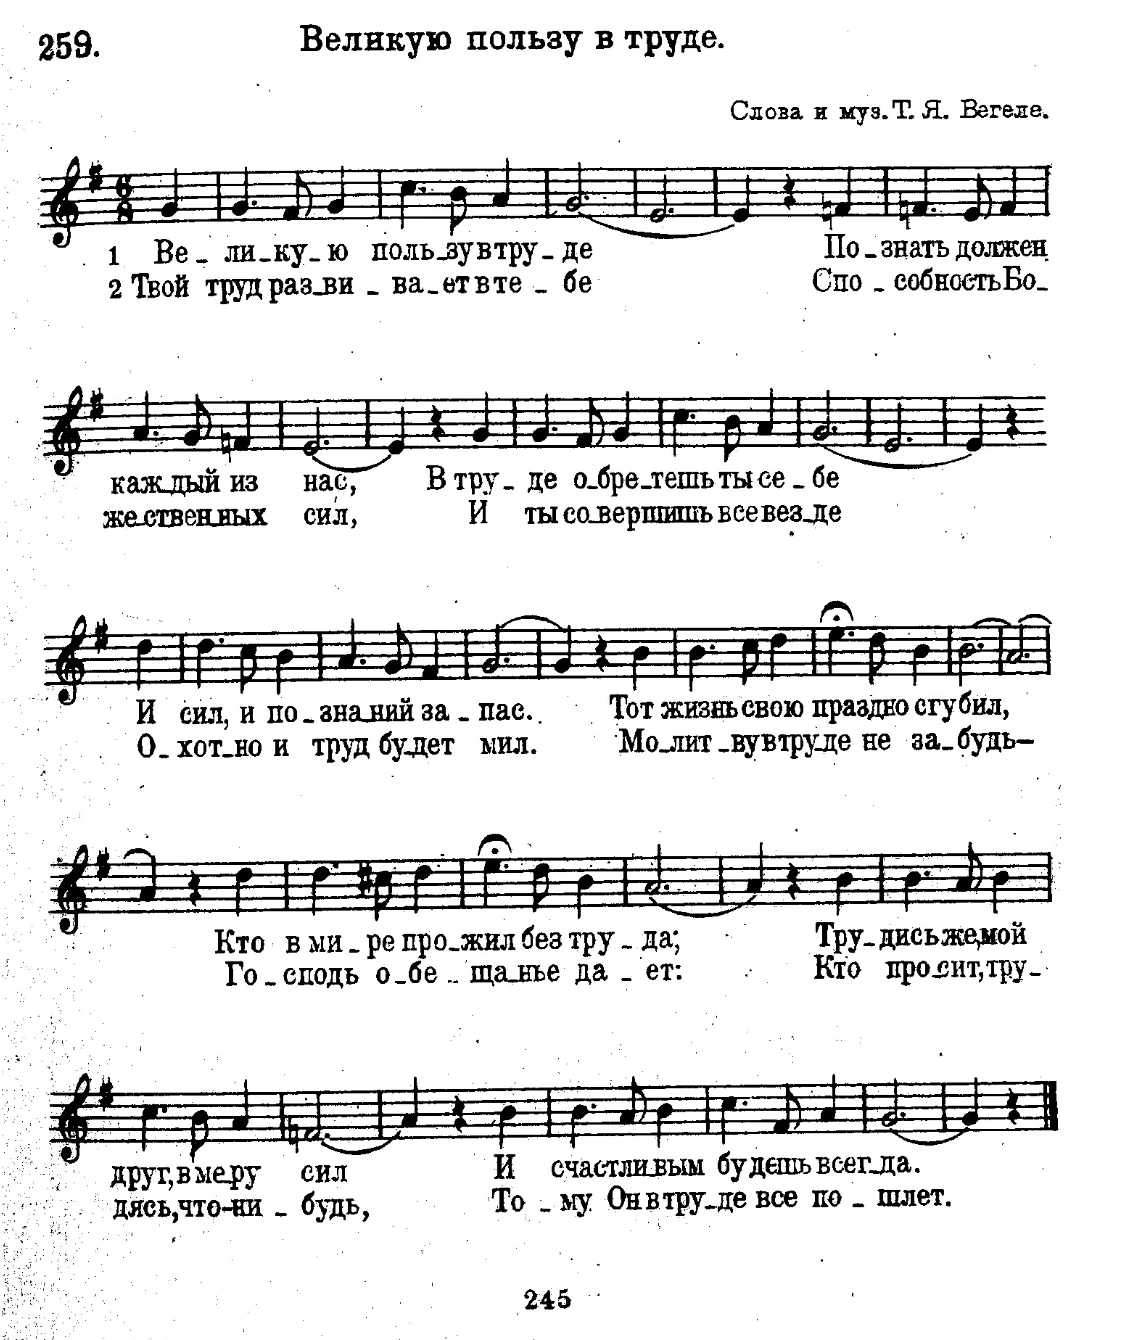 259.
Великую пользу в труде.
Слова и муз. Т. Я. Вегеле.
6
8
1 Ве_ ли_ку_ю поль_зу в тру_де По_знать должен
2 Твой труд раз_ви_ва_ет в те_бе Спо_собность Бо_
каж_дый из нас, В тру_де о_бре_тешь ты се_бе
же_ствен_ных сил, И ты со_вершишь все вез_де
И сил, и по_зна_ний за_пас. Тот жизнь свою праздно сгубил,
О_хот_но и труд бу_дет мил. Мо_лит_ву в тру_де не за_будь—
Кто в ми_ре про_жил без тру_да; Тру_дись же, мой
Го_сподь о_бе_ща_нье да_ет: Кто про_сит, тру_
друг, в ме_ру сил И счастли_вым будешь всег_да.
дясь, что-ни_будь, То_му Он в тру_де все по_шлет.
245